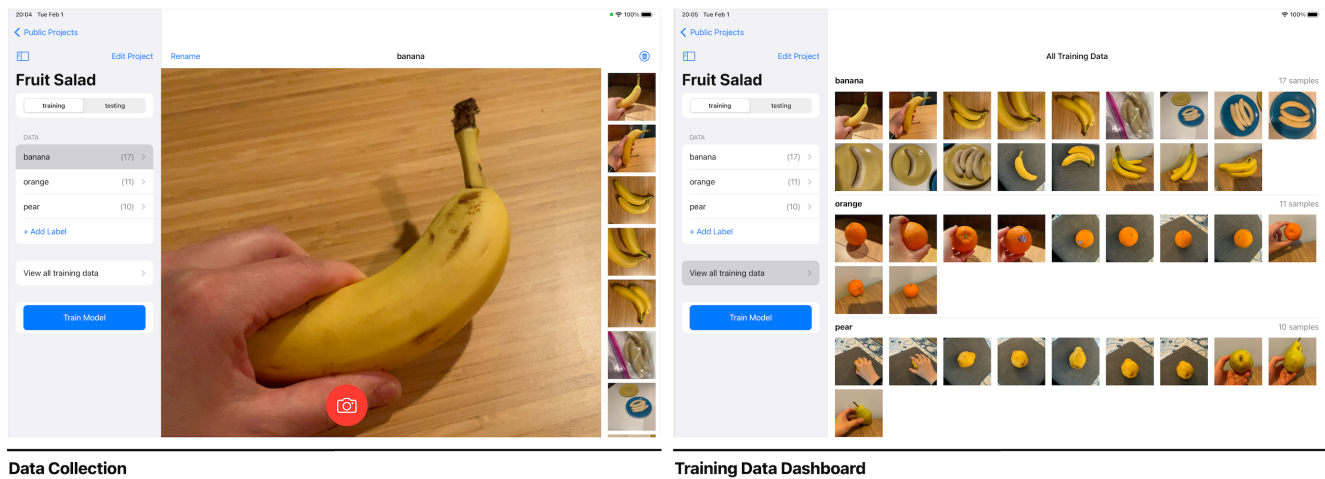 20:04 Tue Feb 1
100%
Public Projects
Edit Project
Rename
banana
Fruit Salad
training
testing
DATA
banana (17)
orange (11)
pear (10)
+ Add Label
View all training data
Train Model
Data Collection
20:05 Tue Feb 1
100%
Public Projects
Edit Project
All Training Data
Fruit Salad
training
testing
DATA
banana (17)
orange (11)
pear (10)
+ Add Label
View all training data
Train Model
banana
17 samples
orange
11 samples
pear
10 samples
Training Data Dashboard